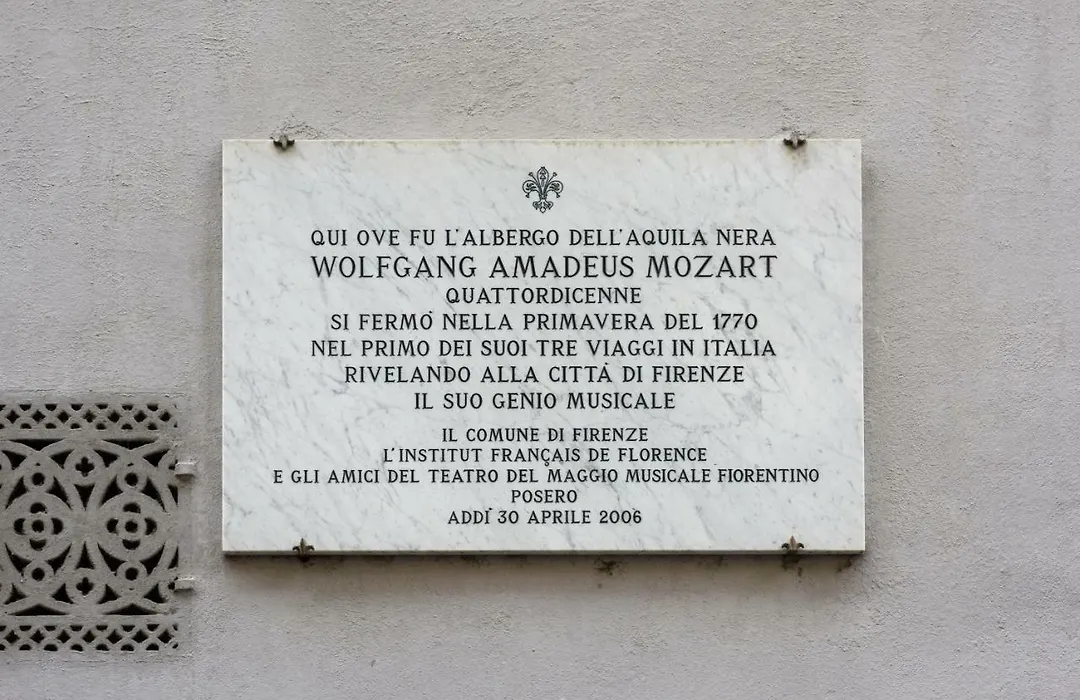 QUI OVE FU L'ALBERGO DELL'AQUILA NERA
WOLFGANG AMADEUS MOZART
QUATTORDICENNE
SI FERMÒ NELLA PRIMAVERA DEL 1770
NEL PRIMO DEI SUOI TRE VIAGGI IN ITALIA
RIVELANDO ALLA CITTÀ DI FIRENZE
IL SUO GENIO MUSICALE
IL COMUNE DI FIRENZE
L'INSTITUT FRANÇAIS DE FLORENCE
E GLI AMICI DEL TEATRO DEL MAGGIO MUSICALE FIORENTINO
POSERO
ADDÌ 30 APRILE 2006